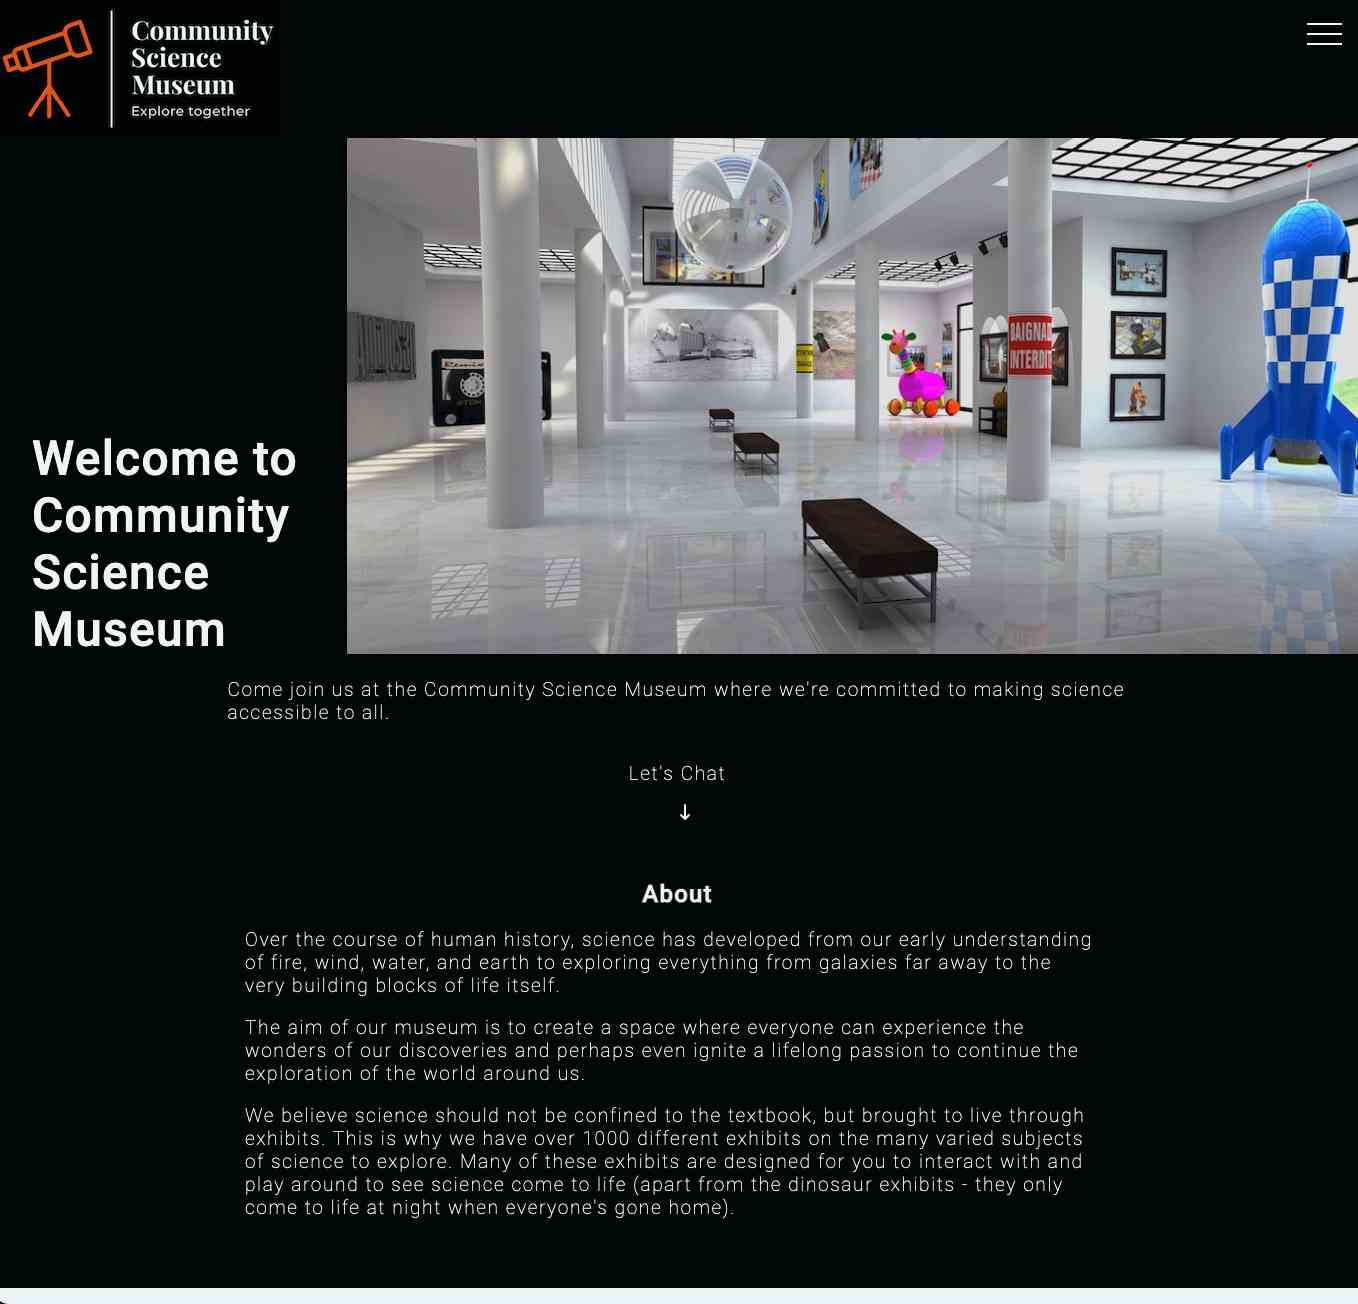 Community
Science
Museum
Explore together
BAIGNAD
INTERDIT
Welcome to
Community
Science
Museum
Come join us at the Community Science Museum where we're committed to making science
accessible to all.
Let's Chat
About
Over the course of human history, science has developed from our early understanding
of fire, wind, water, and earth to exploring everything from galaxies far away to the
very building blocks of life itself.
The aim of our museum is to create a space where everyone can experience the
wonders of our discoveries and perhaps even ignite a lifelong passion to continue the
exploration of the world around us.
We believe science should not be confined to the textbook, but brought to live through
exhibits. This is why we have over 1000 different exhibits on the many varied subjects
of science to explore. Many of these exhibits are designed for you to interact with and
play around to see science come to life (apart from the dinosaur exhibits - they only
come to life at night when everyone's gone home).